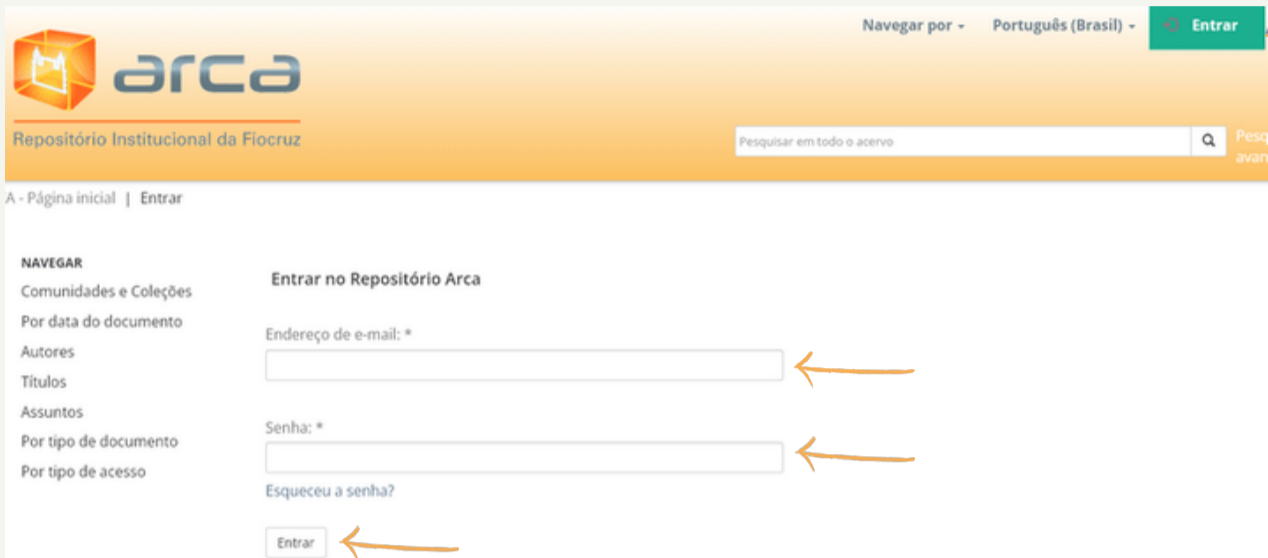 Navegar por
Português (Brasil)
Entrar
arca
Repositório Institucional da Fiocruz
Pesquisar em todo o acervo
A - Página inicial | Entrar
NAVEGAR
Comunidades e Coleções
Por data do documento
Autores
Títulos
Assuntos
Por tipo de documento
Por tipo de acesso
Entrar no Repositório Arca
Endereço de e-mail: *
Senha: *
Esqueceu a senha?
Entrar